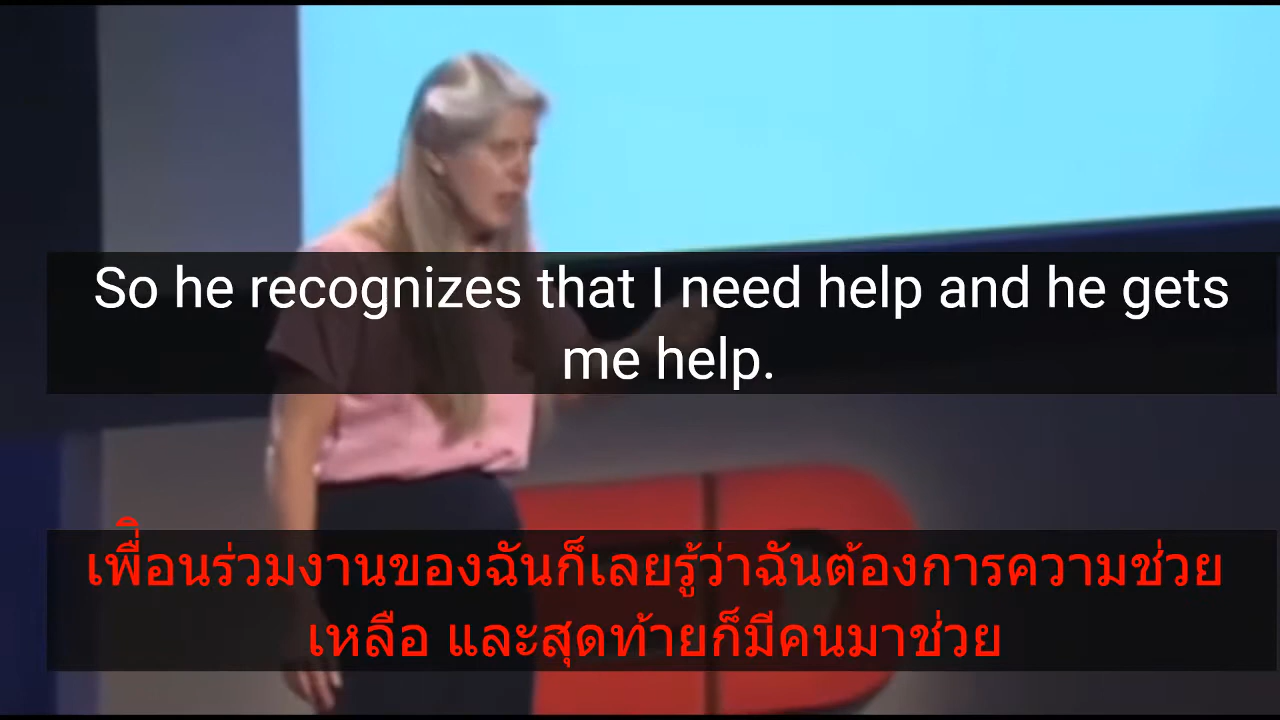 So he recognizes that I need help and he gets
me help.
เพิ่ื่อนร่วมงานของฉันก็เลยรู้ว่าฉันต้องการความช่วย
เหลือ และสุดท้ายก็มีคนมาช่วย